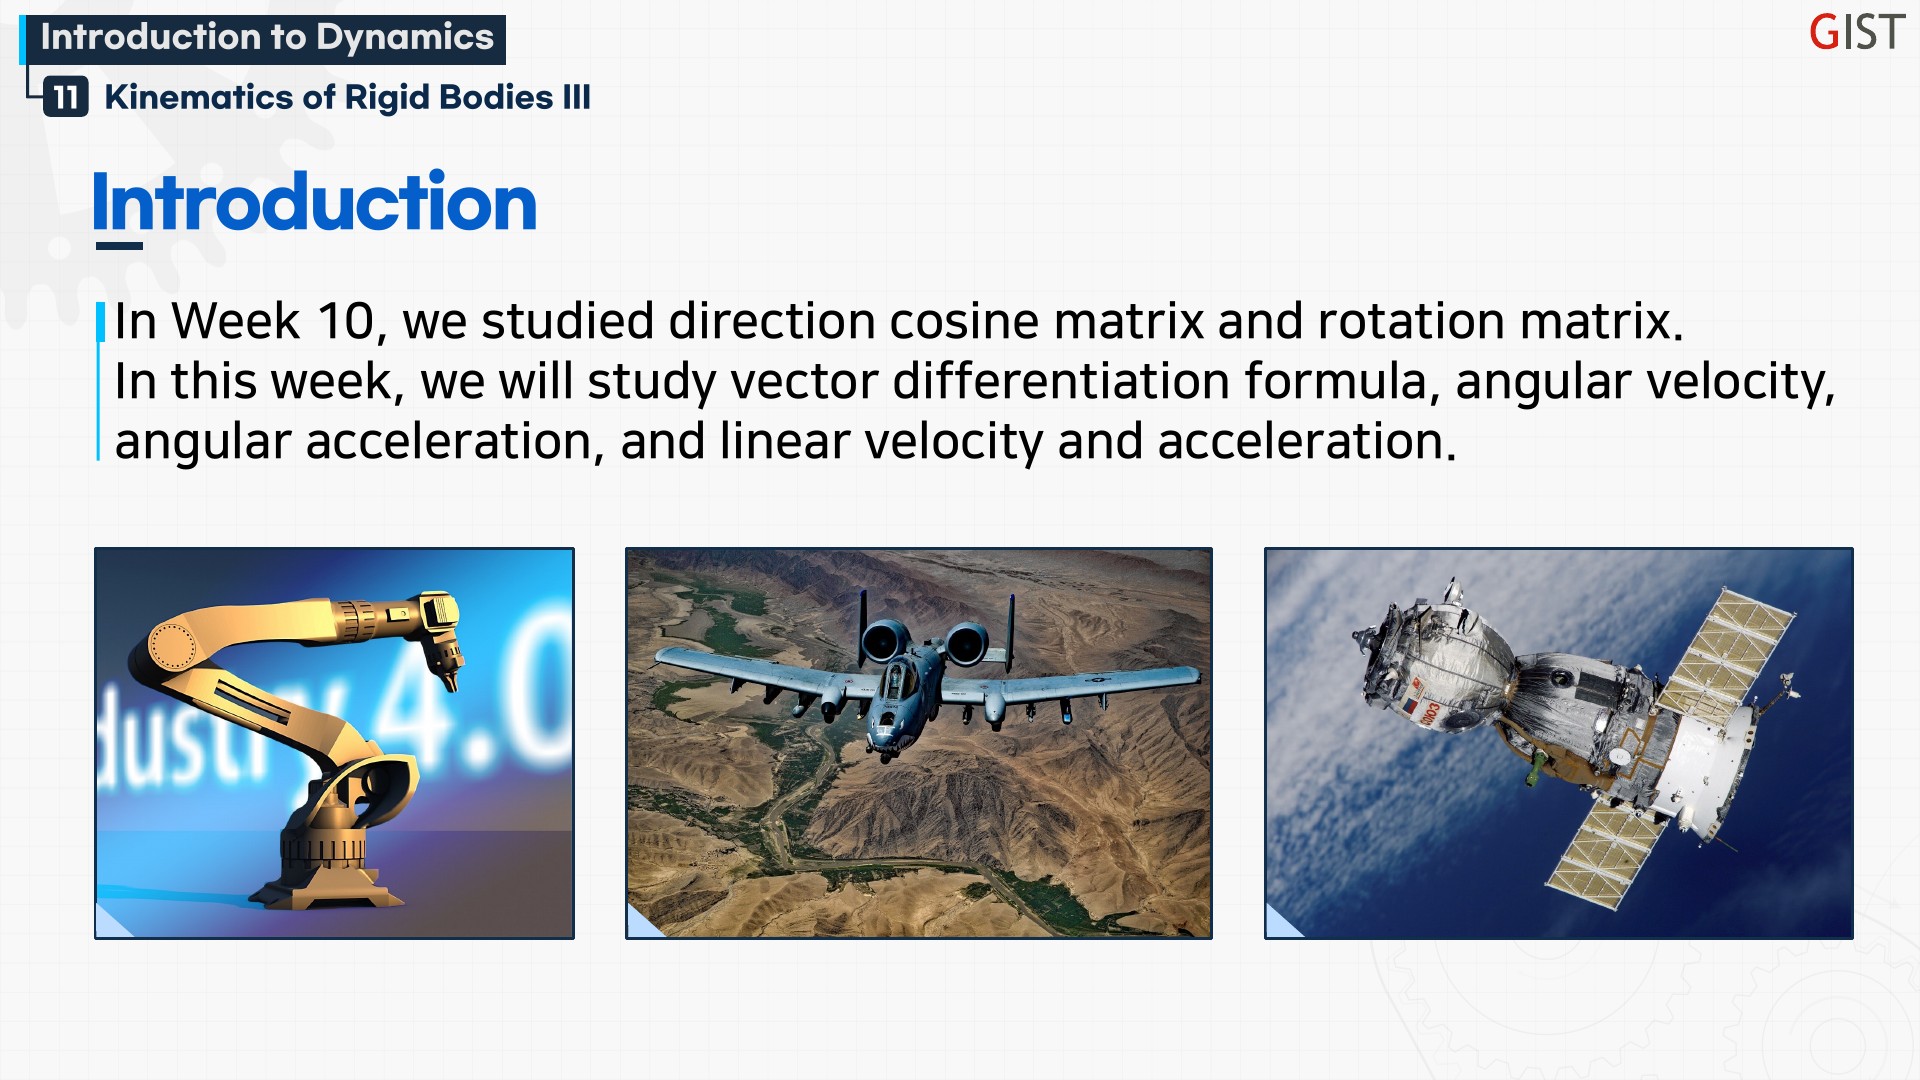 Introduction to Dynamics
GIST
11 Kinematics of Rigid Bodies III
Introduction
In Week 10, we studied direction cosine matrix and rotation matrix.
In this week, we will study vector differentiation formula, angular velocity,
angular acceleration, and linear velocity and acceleration.
dustry 4.0